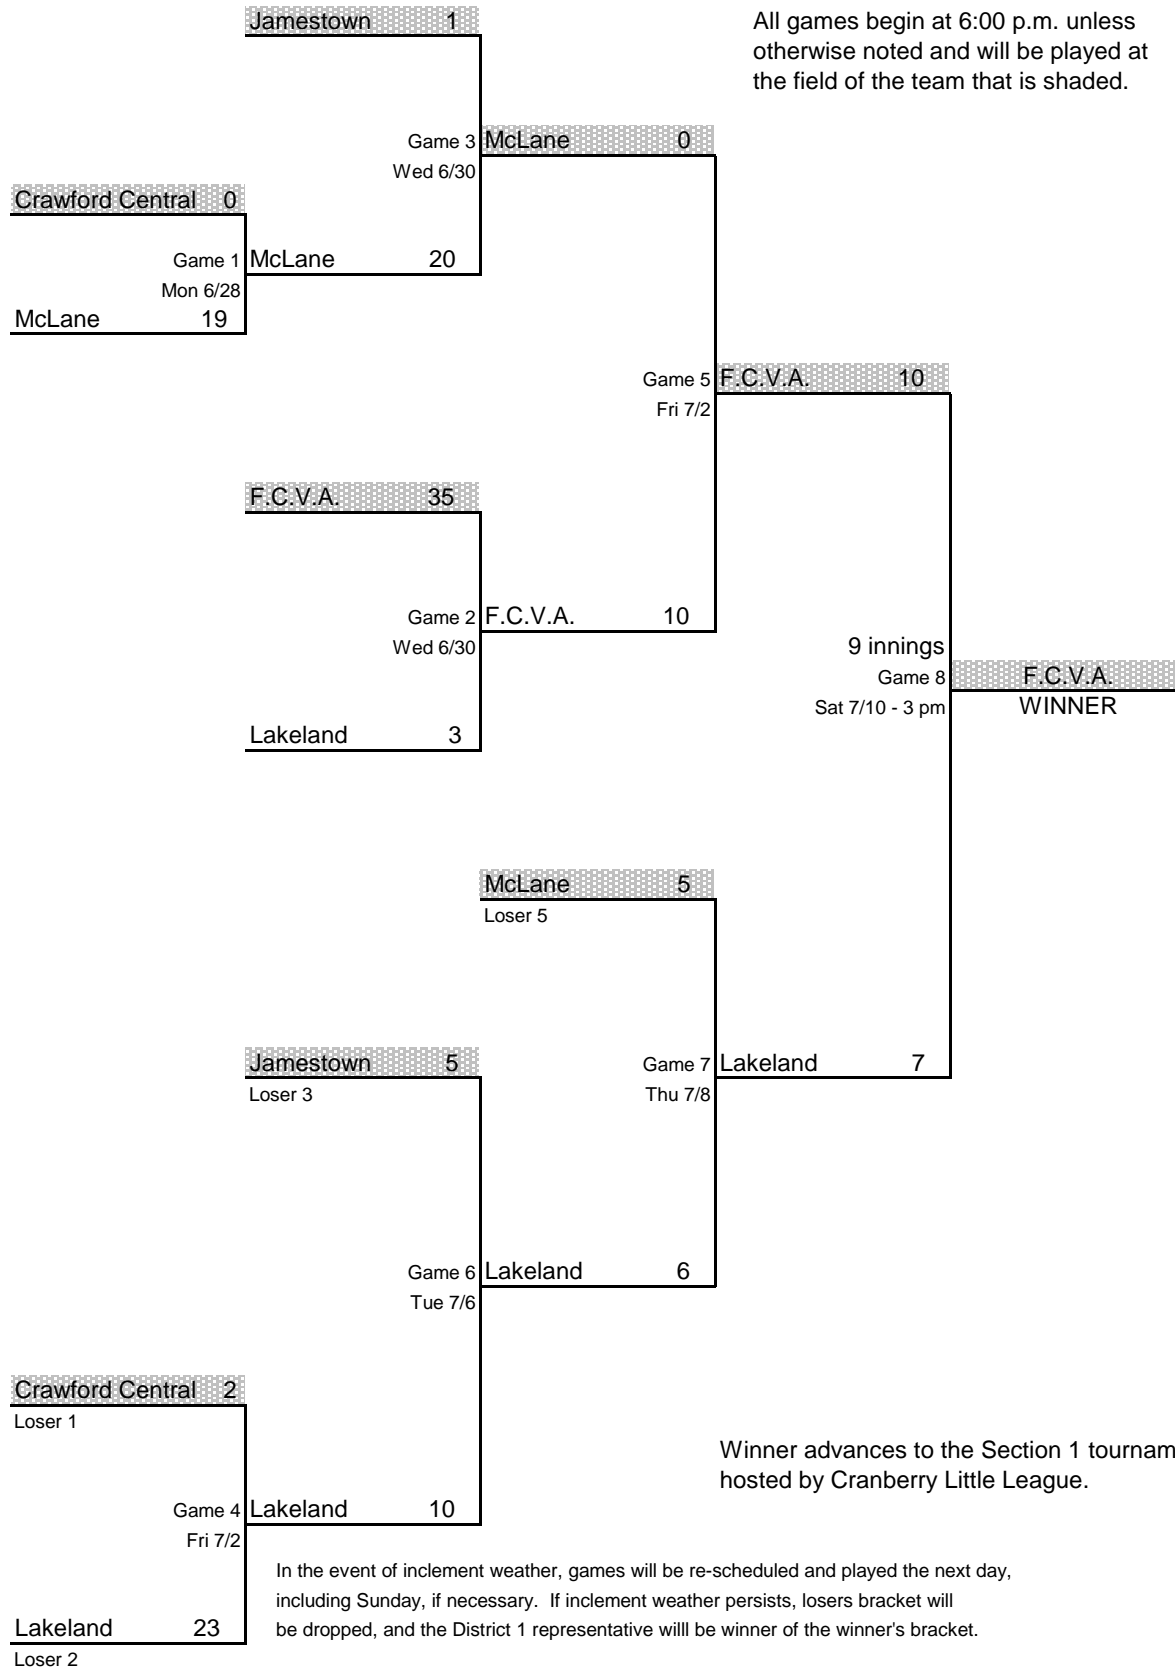 Jamestown 1
All games begin at 6:00 p.m. unless
otherwise noted and will be played at
the field of the team that is shaded.
Game 3 McLane 0
Wed 6/30
Crawford Central 0
Game 1 McLane 20
Mon 6/28
McLane 19
Game 5 F.C.V.A. 10
Fri 7/2
F.C.V.A. 35
Game 2 F.C.V.A. 10
Wed 6/30
9 innings
Game 8 F.C.V.A.
Sat 7/10 - 3 pm WINNER
Lakeland 3
McLane 5
Loser 5
Jamestown 5
Loser 3
Game 7 Lakeland 7
Thu 7/8
Game 6 Lakeland 6
Tue 7/6
Crawford Central 2
Loser 1
Winner advances to the Section 1 tournam
hosted by Cranberry Little League.
Game 4 Lakeland 10
Fri 7/2
In the event of inclement weather, games will be re-scheduled and played the next day,
including Sunday, if necessary. If inclement weather persists, losers bracket will
be dropped, and the District 1 representative willl be winner of the winner's bracket.
Lakeland 23
Loser 2